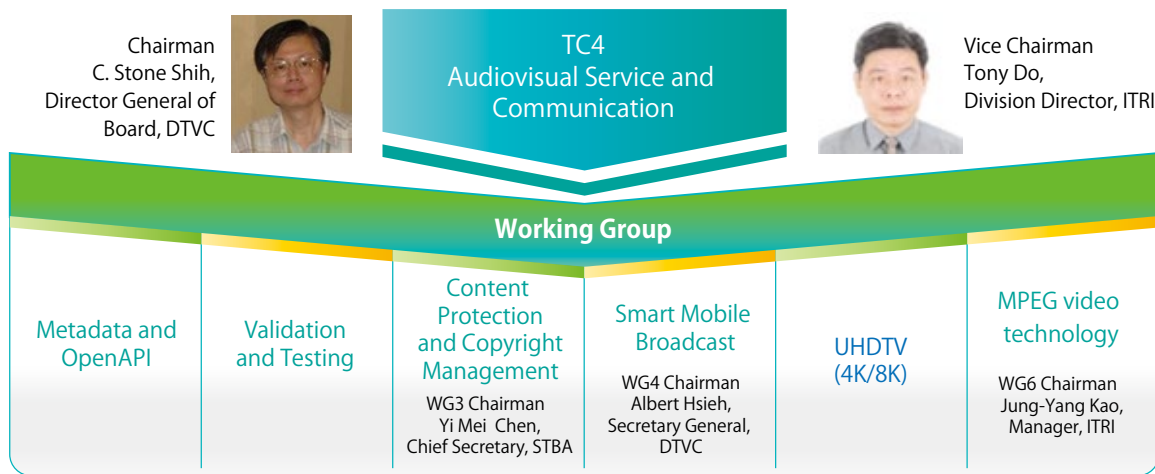 Chairman
C. Stone Shih,
Director General of
Board, DTVC
TC4
Audiovisual Service and
Communication
Vice Chairman
Tony Do,
Division Director, ITRI
Working Group
Metadata and
OpenAPI
Validation
and Testing
Content
Protection
and Copyright
Management
WG3 Chairman
Yi Mei Chen,
Chief Secretary, STBA
Smart Mobile
Broadcast
WG4 Chairman
Albert Hsieh,
Secretary General,
DTVC
UHDTV
(4K/8K)
MPEG video
technology
WG6 Chairman
Jung-Yang Kao,
Manager, ITRI